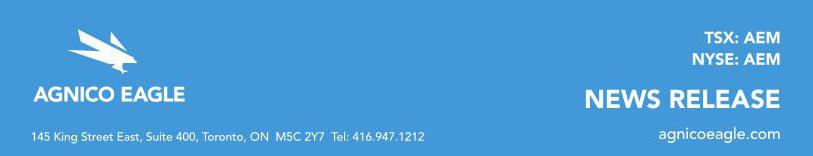 TSX: AEM
NYSE: AEM
AGNICO EAGLE
NEWS RELEASE
145 King Street East, Suite 400, Toronto, ON M5C 2Y7 Tel: 416.947.1212
agnicoeagle.com